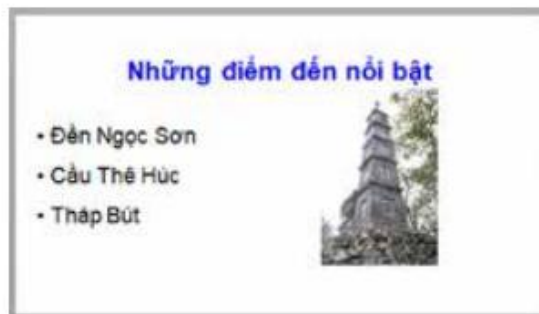 Những điểm đến nổi bật
• Đền Ngọc Sơn
• Cầu Thê Húc
• Tháp Bút